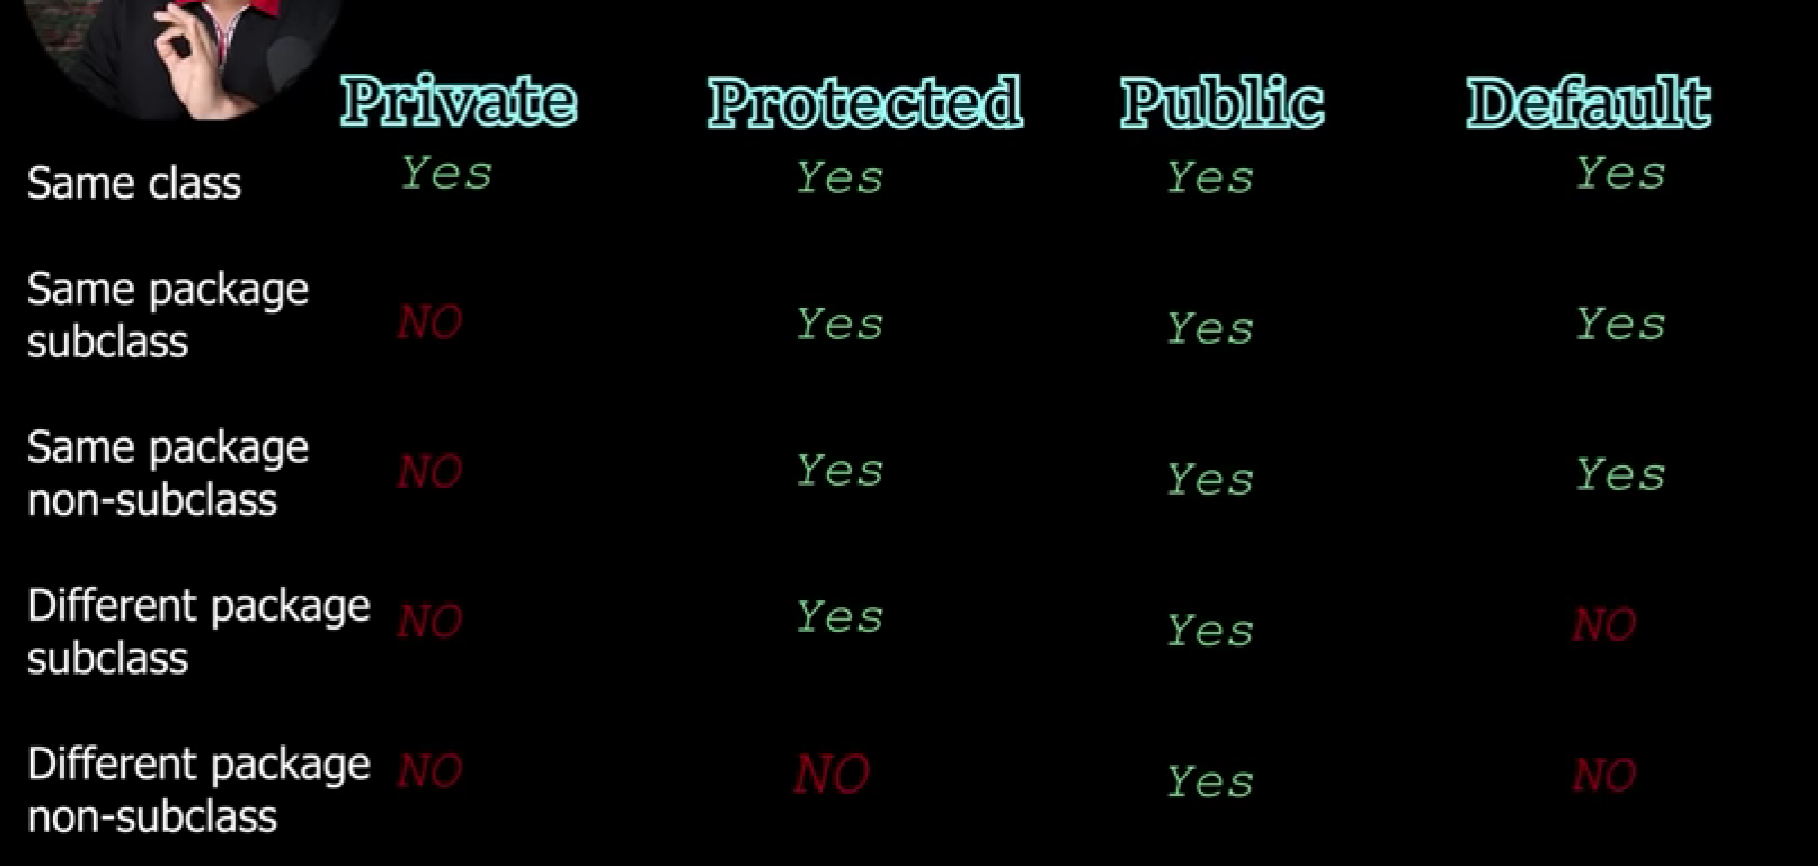 Private Protected Public Default
Same class Yes Yes Yes Yes
Same package
subclass NO Yes Yes Yes
Same package
non-subclass NO Yes Yes Yes
Different package
subclass NO Yes Yes NO
Different package
non-subclass NO NO Yes NO